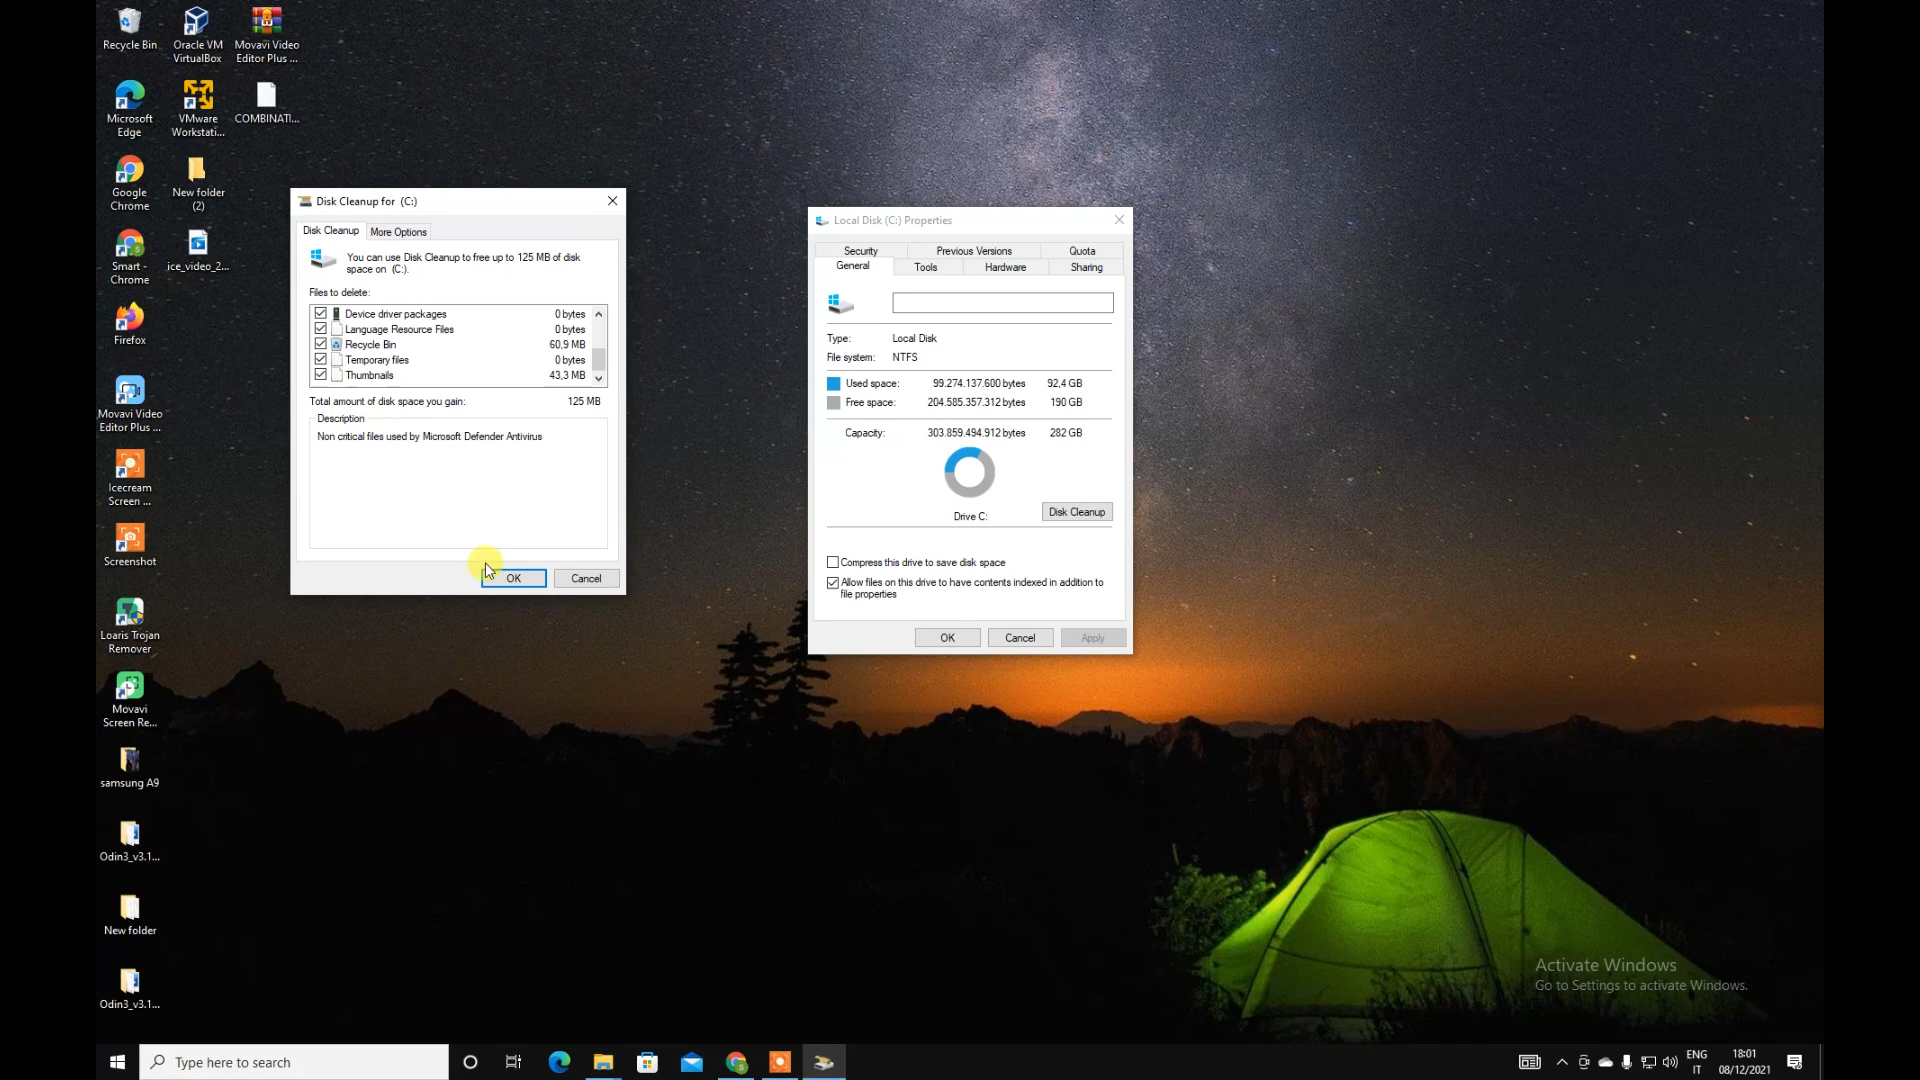 Recycle Bin
Oracle VM
VirtualBox
Movavi Video
Editor Plus ...
Microsoft
Edge
VMware
Workstati...
COMBINATI...
Google
Chrome
New folder
(2)
Smart -
Chrome
ice_video_2...
Firefox
Movavi Video
Editor Plus ...
Icecream
Screen ...
Screenshot
Loaris Trojan
Remover
Movavi
Screen Re...
samsung A9
Odin3_v3.1...
New folder
Odin3_v3.1...
Disk Cleanup for (C:)
Disk Cleanup
More Options
You can use Disk Cleanup to free up to 125 MB of disk
space on (C:).
Files to delete:
Device driver packages 0 bytes
Language Resource Files 0 bytes
Recycle Bin 60,9 MB
Temporary files 0 bytes
Thumbnails 43,3 MB
Total amount of disk space you gain: 125 MB
Description
Non critical files used by Microsoft Defender Antivirus
OK
Cancel
Local Disk (C:) Properties
Security
Previous Versions
Quota
General
Tools
Hardware
Sharing
Type: Local Disk
File system: NTFS
Used space: 99.274.137.600 bytes 92,4 GB
Free space: 204.585.357.312 bytes 190 GB
Capacity: 303.859.494.912 bytes 282 GB
Drive C:
Disk Cleanup
Compress this drive to save disk space
Allow files on this drive to have contents indexed in addition to
file properties
OK
Cancel
Apply
Activate Windows
Go to Settings to activate Windows.
Type here to search
ENG
IT
18:01
08/12/2021